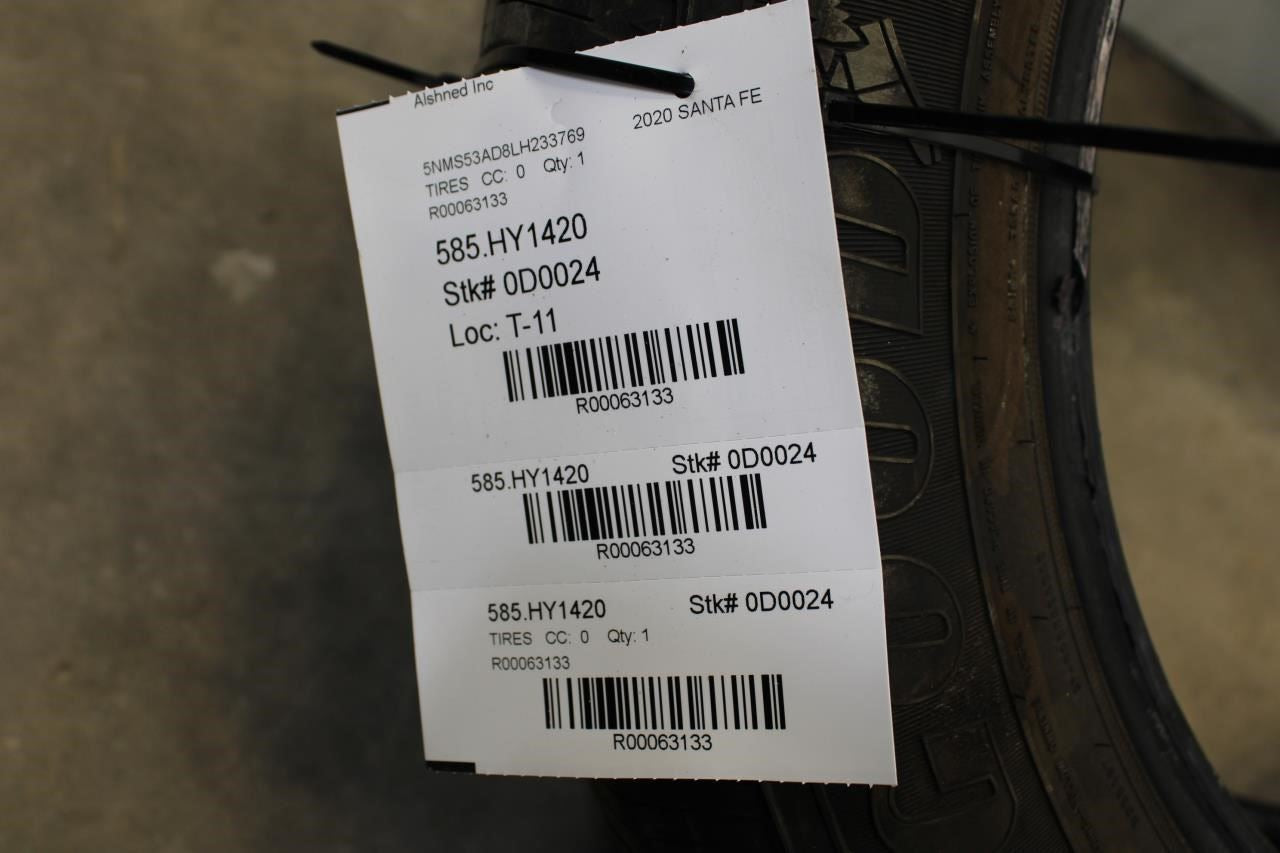 Alshned Inc
2020 SANTA FE
5NMS53AD8LH233769
TIRES CC: 0 Qty: 1
R00063133
585.HY1420
Stk# 0D0024
Loc: T-11
R00063133
585.HY1420 Stk# 0D0024
R00063133
585.HY1420 Stk# 0D0024
TIRES CC: 0 Qty: 1
R00063133
R00063133
GOOD